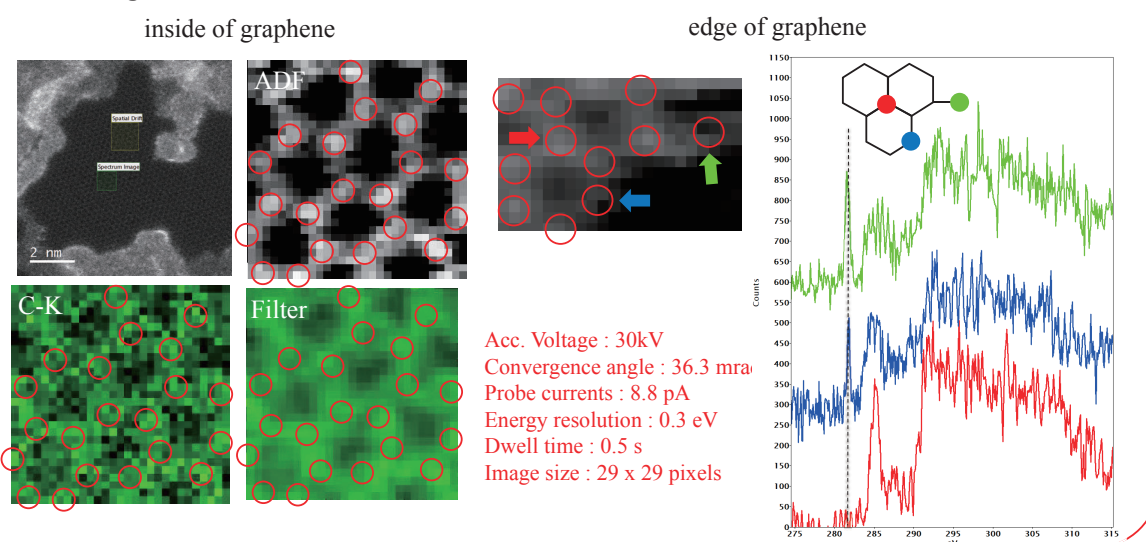 inside of graphene
edge of graphene
Spatial Drift
Spectrum Image
2 nm
ADF
C-K
Filter
Acc. Voltage : 30kV
Convergence angle : 36.3 mrad
Probe currents : 8.8 pA
Energy resolution : 0.3 eV
Dwell time : 0.5 s
Image size : 29 x 29 pixels
Counts
1150
1100
1050
1000
950
900
850
800
750
700
650
600
550
500
450
400
350
300
250
200
150
100
50
0
275 280 285 290 295 300 305 310 315
eV